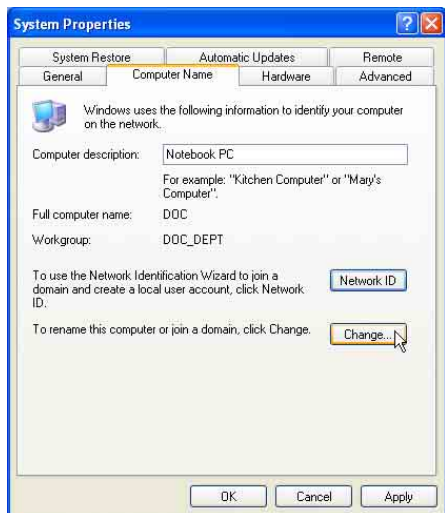 System Properties
System Restore Automatic Updates Remote
General Computer Name Hardware Advanced
Windows uses the following information to identify your computer
on the network.
Computer description: Notebook PC
For example: "Kitchen Computer" or "Mary's
Computer".
Full computer name: DOC
Workgroup: DOC_DEPT
To use the Network Identification Wizard to join a
domain and create a local user account, click Network
ID.
Network ID
To rename this computer or join a domain, click Change.
Change...
OK Cancel Apply